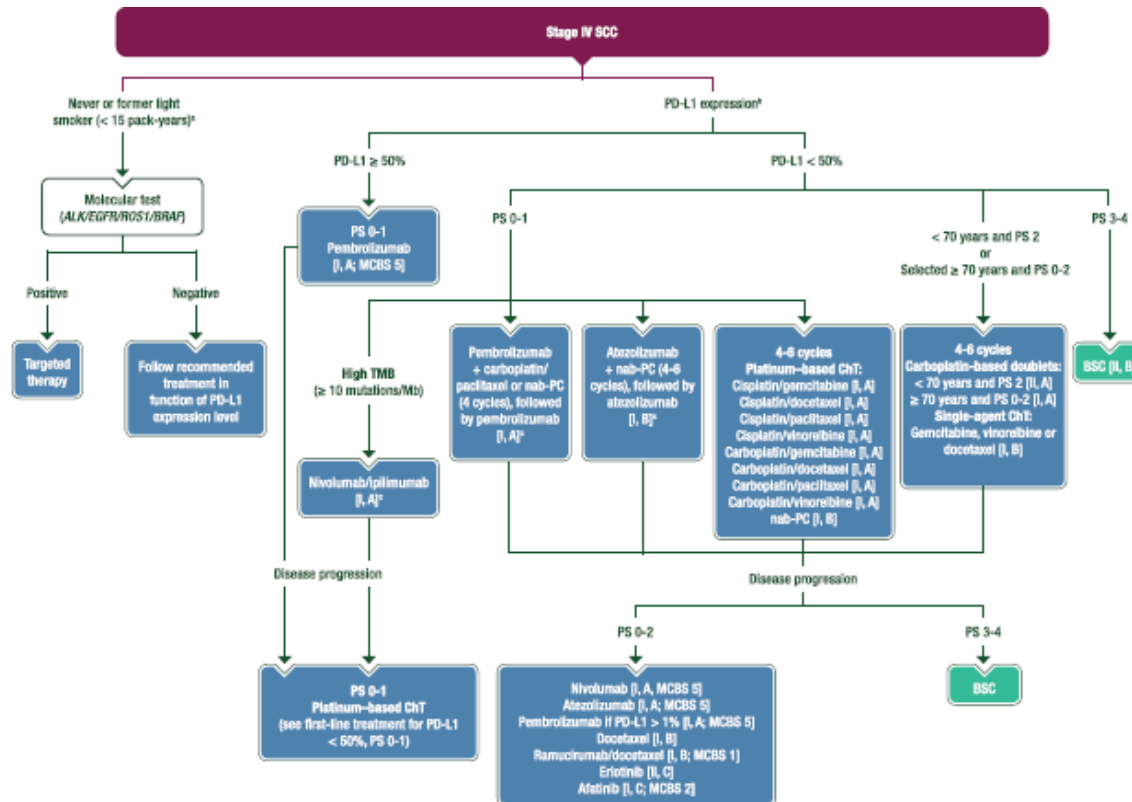 Stage IV SCC
Never or former light
smoker (< 15 pack-years)ª
PD-L1 expressionᵇ
PD-L1 ≥ 50%
PD-L1 < 50%
Molecular test
(ALK/EGFR/ROS1/BRAF)
PS 0-1
Pembrolizumab
[I, A; MCBS 5]
PS 0-1
< 70 years and PS 2
or
Selected ≥ 70 years and PS 0-2
PS 3-4
Positive
Negative
Targeted
therapy
Follow recommended
treatment in
function of PD-L1
expression level
High TMB
(≥ 10 mutations/Mb)
Pembrolizumab
+ carboplatin/
paclitaxel or nab-PC
(4 cycles), followed
by pembrolizumab
[I, A]ᶜ
Atezolizumab
+ nab-PC (4-6
cycles), followed by
atezolizumab
[I, B]ᶜ
4-6 cycles
Platinum-based ChT:
Cisplatin/gemcitabine [I, A]
Cisplatin/docetaxel [I, A]
Cisplatin/paclitaxel [I, A]
Cisplatin/vinorelbine [I, A]
Carboplatin/gemcitabine [I, A]
Carboplatin/docetaxel [I, A]
Carboplatin/paclitaxel [I, A]
Carboplatin/vinorelbine [I, A]
nab-PC [I, B]
4-6 cycles
Carboplatin-based doublets:
< 70 years and PS 2 [II, A]
≥ 70 years and PS 0-2 [I, A]
Single-agent ChT:
Gemcitabine, vinorelbine or
docetaxel [I, B]
BSC [II, B]
Nivolumab/ipilimumab
[I, A]ᶜ
Disease progression
Disease progression
PS 0-2
PS 3-4
PS 0-1
Platinum-based ChT
(see first-line treatment for PD-L1
< 50%, PS 0-1)
Nivolumab [I, A, MCBS 5]
Atezolizumab [I, A; MCBS 5]
Pembrolizumab if PD-L1 > 1% [I, A; MCBS 5]
Docetaxel [I, B]
Ramucirumab/docetaxel [I, B; MCBS 1]
Erlotinib [II, C]
Afatinib [I, C; MCBS 2]
BSC